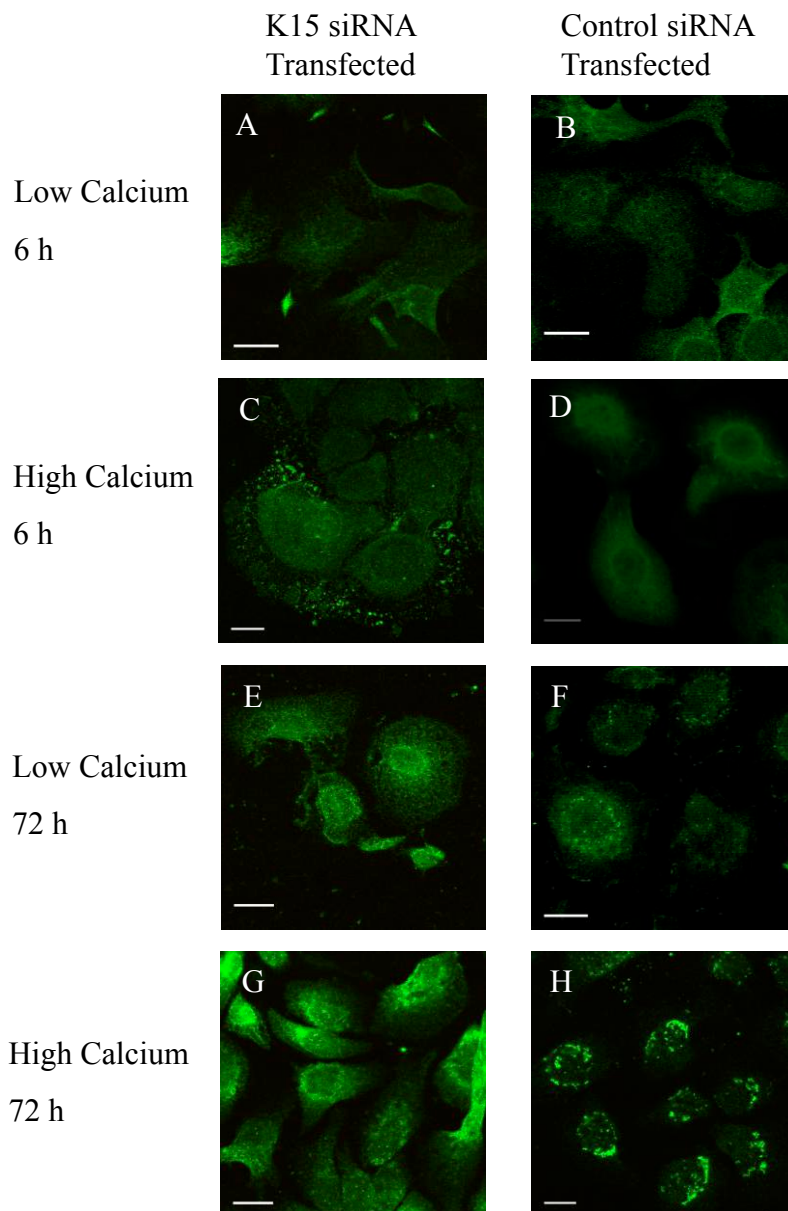 K15 siRNA
Transfected
Control siRNA
Transfected
Low Calcium
6 h
A
B
High Calcium
6 h
C
D
Low Calcium
72 h
E
F
High Calcium
72 h
G
H